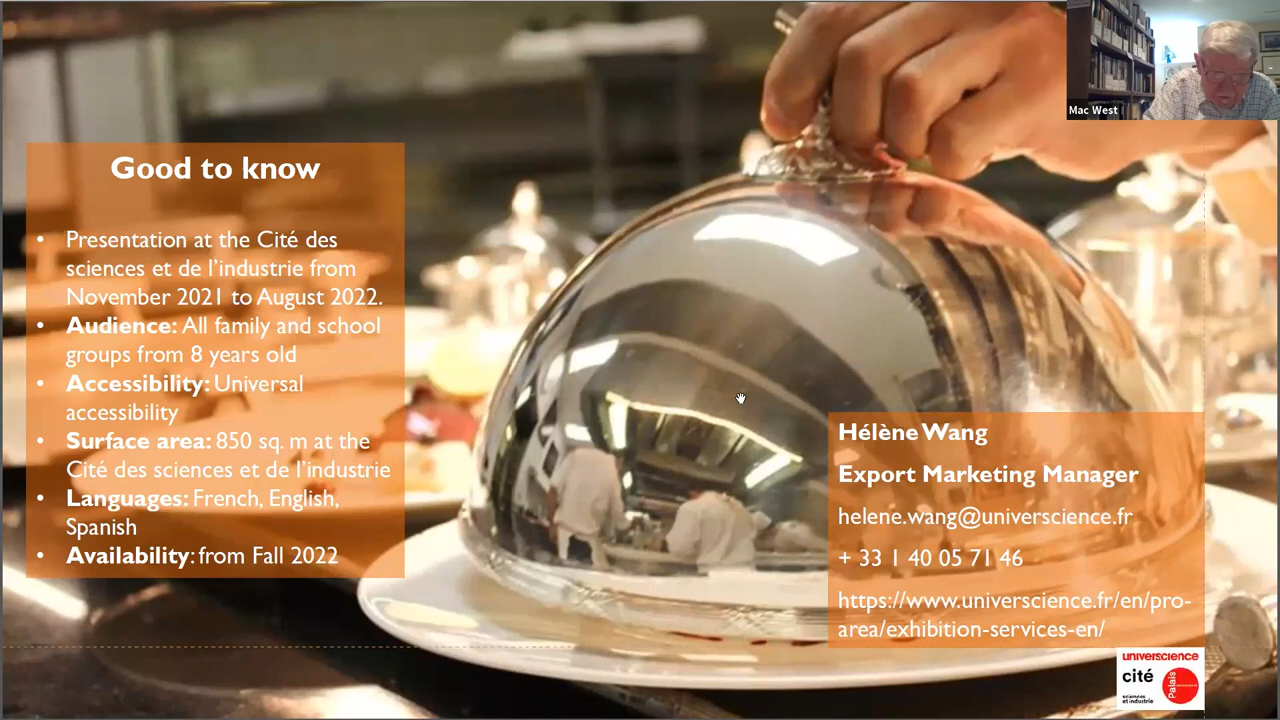 Mac West
Good to know
• Presentation at the Cité des
sciences et de l'industrie from
November 2021 to August 2022.
• Audience: All family and school
groups from 8 years old
• Accessibility: Universal
accessibility
• Surface area: 850 sq. m at the
Cité des sciences et de l'industrie
• Languages: French, English,
Spanish
• Availability: from Fall 2022
Hélène Wang
Export Marketing Manager
helene.wang@universcience.fr
+ 33 1 40 05 71 46
https://www.universcience.fr/en/pro-
area/exhibition-services-en/
universcience
cité
sciences
et industrie
Palais